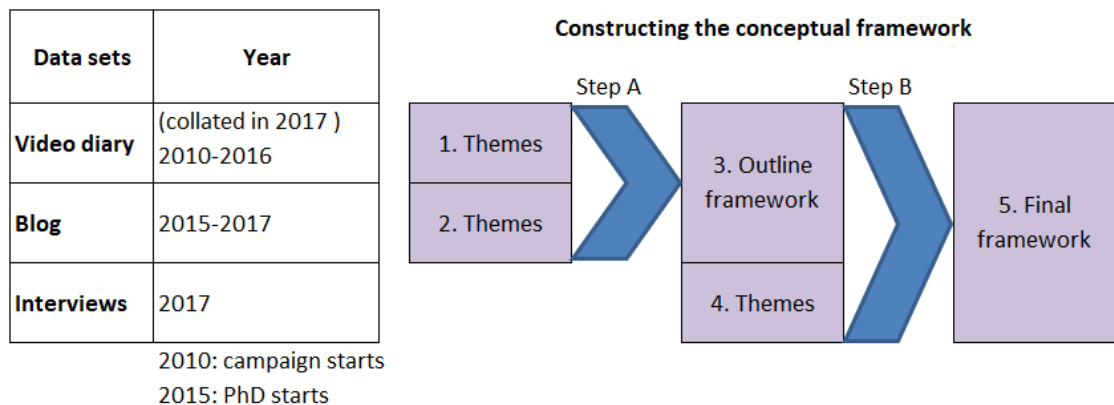 Constructing the conceptual framework
Data sets
Year
Step A
Step B
Video diary
(collated in 2017 )
2010-2016
1. Themes
3. Outline
framework
5. Final
framework
Blog
2015-2017
2. Themes
Interviews
2017
4. Themes
2010: campaign starts
2015: PhD starts